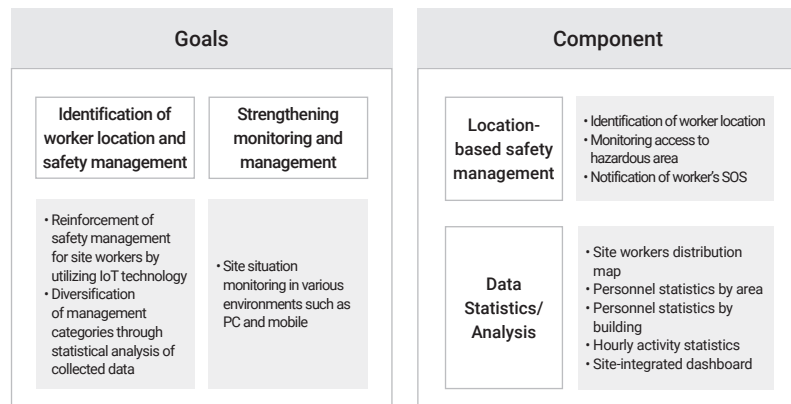 Goals
Identification of
worker location and
safety management
Strengthening
monitoring and
management
• Reinforcement of
safety management
for site workers by
utilizing IoT technology
• Diversification
of management
categories through
statistical analysis of
collected data
• Site situation
monitoring in various
environments such as
PC and mobile
Component
Location-
based safety
management
• Identification of worker location
• Monitoring access to
hazardous area
• Notification of worker's SOS
Data
Statistics/
Analysis
• Site workers distribution
map
• Personnel statistics by area
• Personnel statistics by
building
• Hourly activity statistics
• Site-integrated dashboard